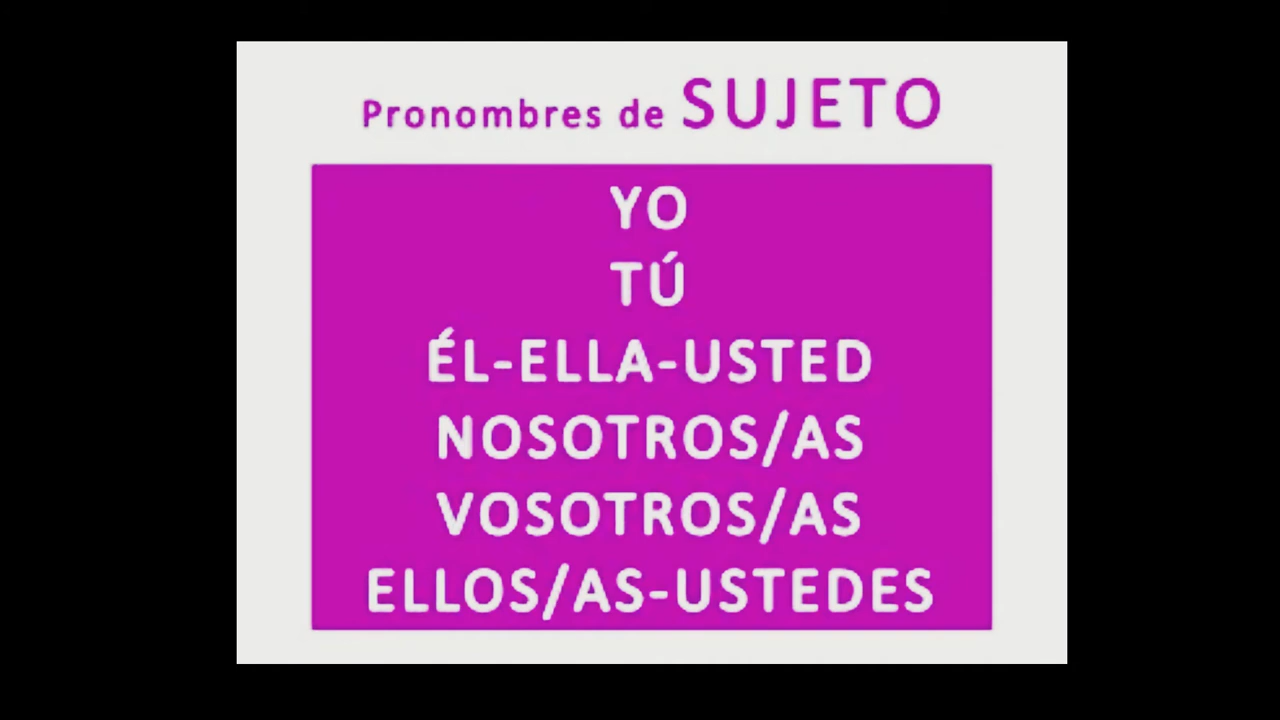 Pronombres de SUJETO
YO
TÚ
ÉL-ELLA-USTED
NOSOTROS/AS
VOSOTROS/AS
ELLOS/AS-USTEDES